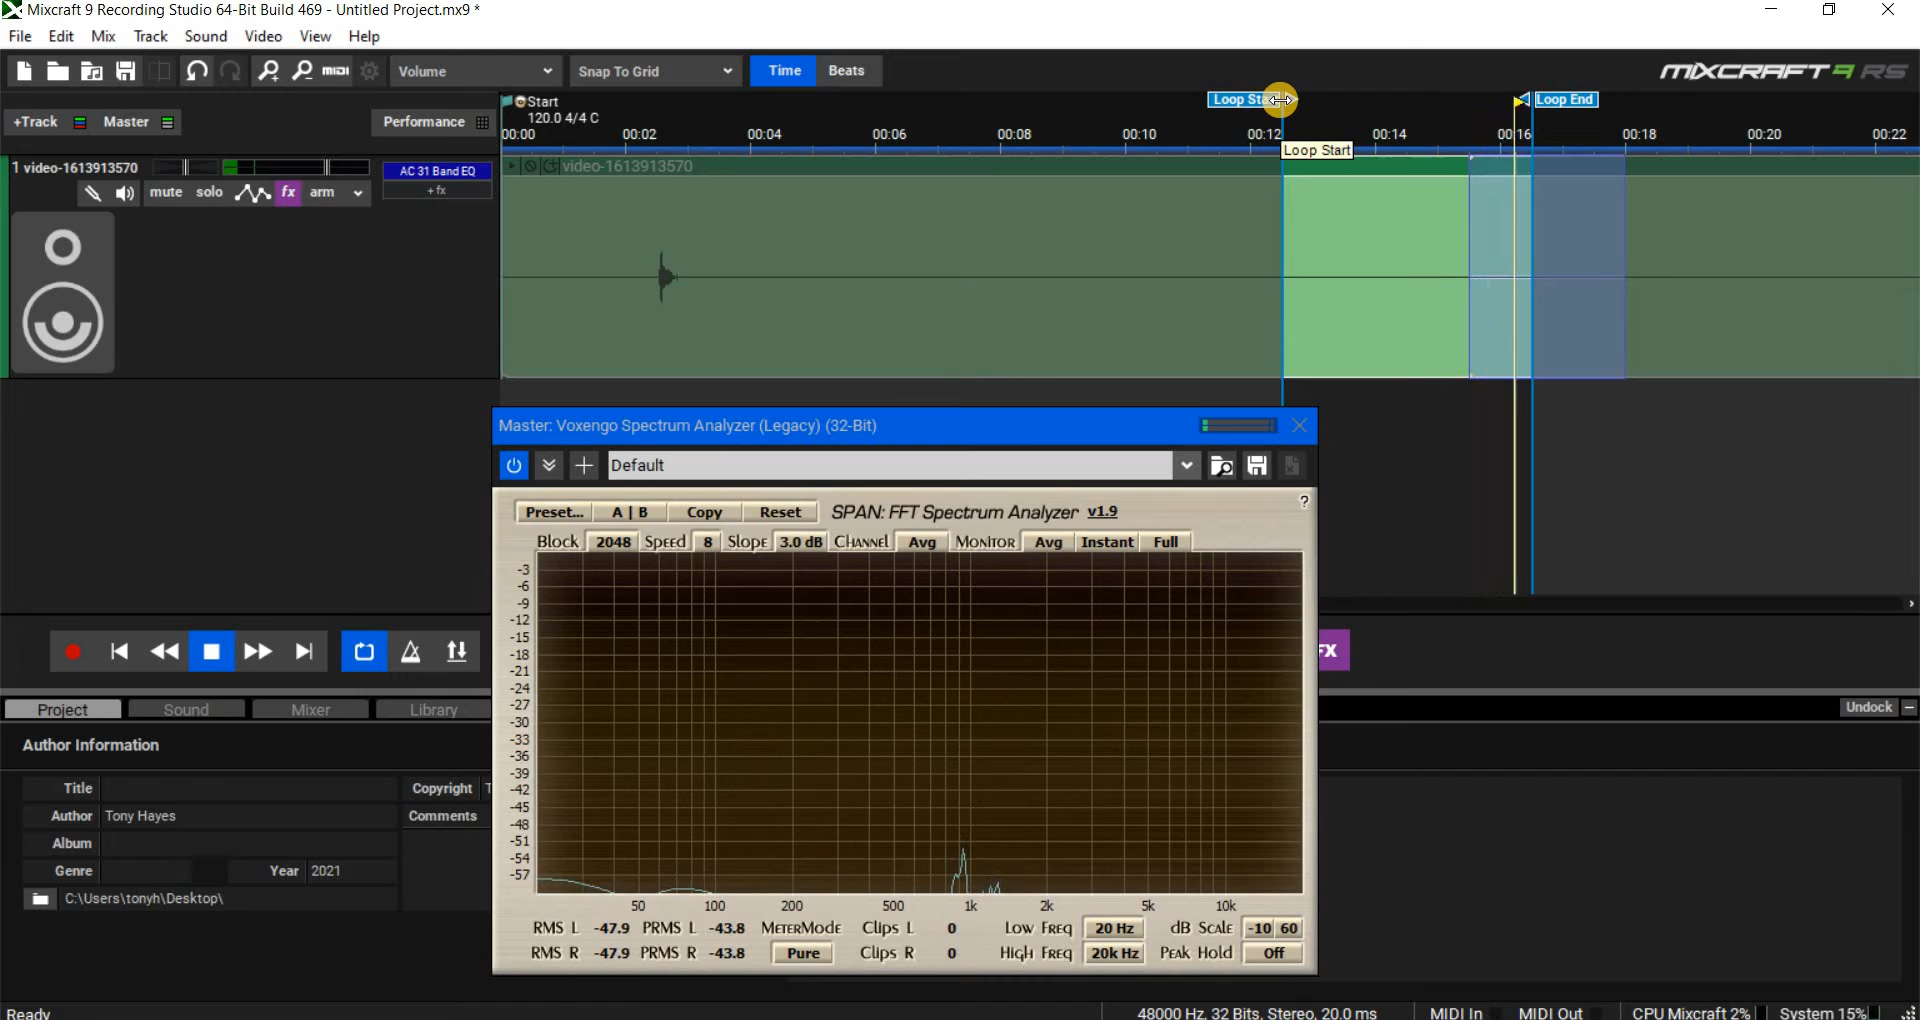 Mixcraft 9 Recording Studio 64-Bit Build 469 - Untitled Project.mx9 *
File Edit Mix Track Sound Video View Help
MIDI Volume Snap To Grid Time Beats MIXCRAFT 9 RS
+Track Master Performance
Start Loop Sta Loop End
120.0 4/4 C
00:00 00:02 00:04 00:06 00:08 00:10 00:12 00:14 00:16 00:18 00:20 00:22
Loop Start
1 video-1613913570 AC 31 Band EQ video-1613913570
mute solo fx arm + fx
Master: Voxengo Spectrum Analyzer (Legacy) (32-Bit)
Default
Preset... A | B Copy Reset SPAN: FFT Spectrum Analyzer v1.9 ?
Block 2048 Speed 8 Slope 3.0 dB Channel Avg Monitor Avg Instant Full
-3
-6
-9
-12
-15
-18
-21
-24
-27
-30
-33
-36
-39
-42
-45
-48
-51
-54
-57
50 100 200 500 1k 2k 5k 10k
RMS L -47.9 PRMS L -43.8 MeterMode Clips L 0 Low Freq 20 Hz dB Scale -10 60
RMS R -47.9 PRMS R -43.8 Pure Clips R 0 High Freq 20k Hz Peak Hold Off
FX
Project Sound Mixer Library Undock
Author Information
Title Copyright T
Author Tony Hayes Comments
Album
Genre Year 2021
C:\Users\tonyh\Desktop\
Ready 48000 Hz, 32 Bits, Stereo, 20.0 ms MIDI In MIDI Out CPU Mixcraft 2% System 15%